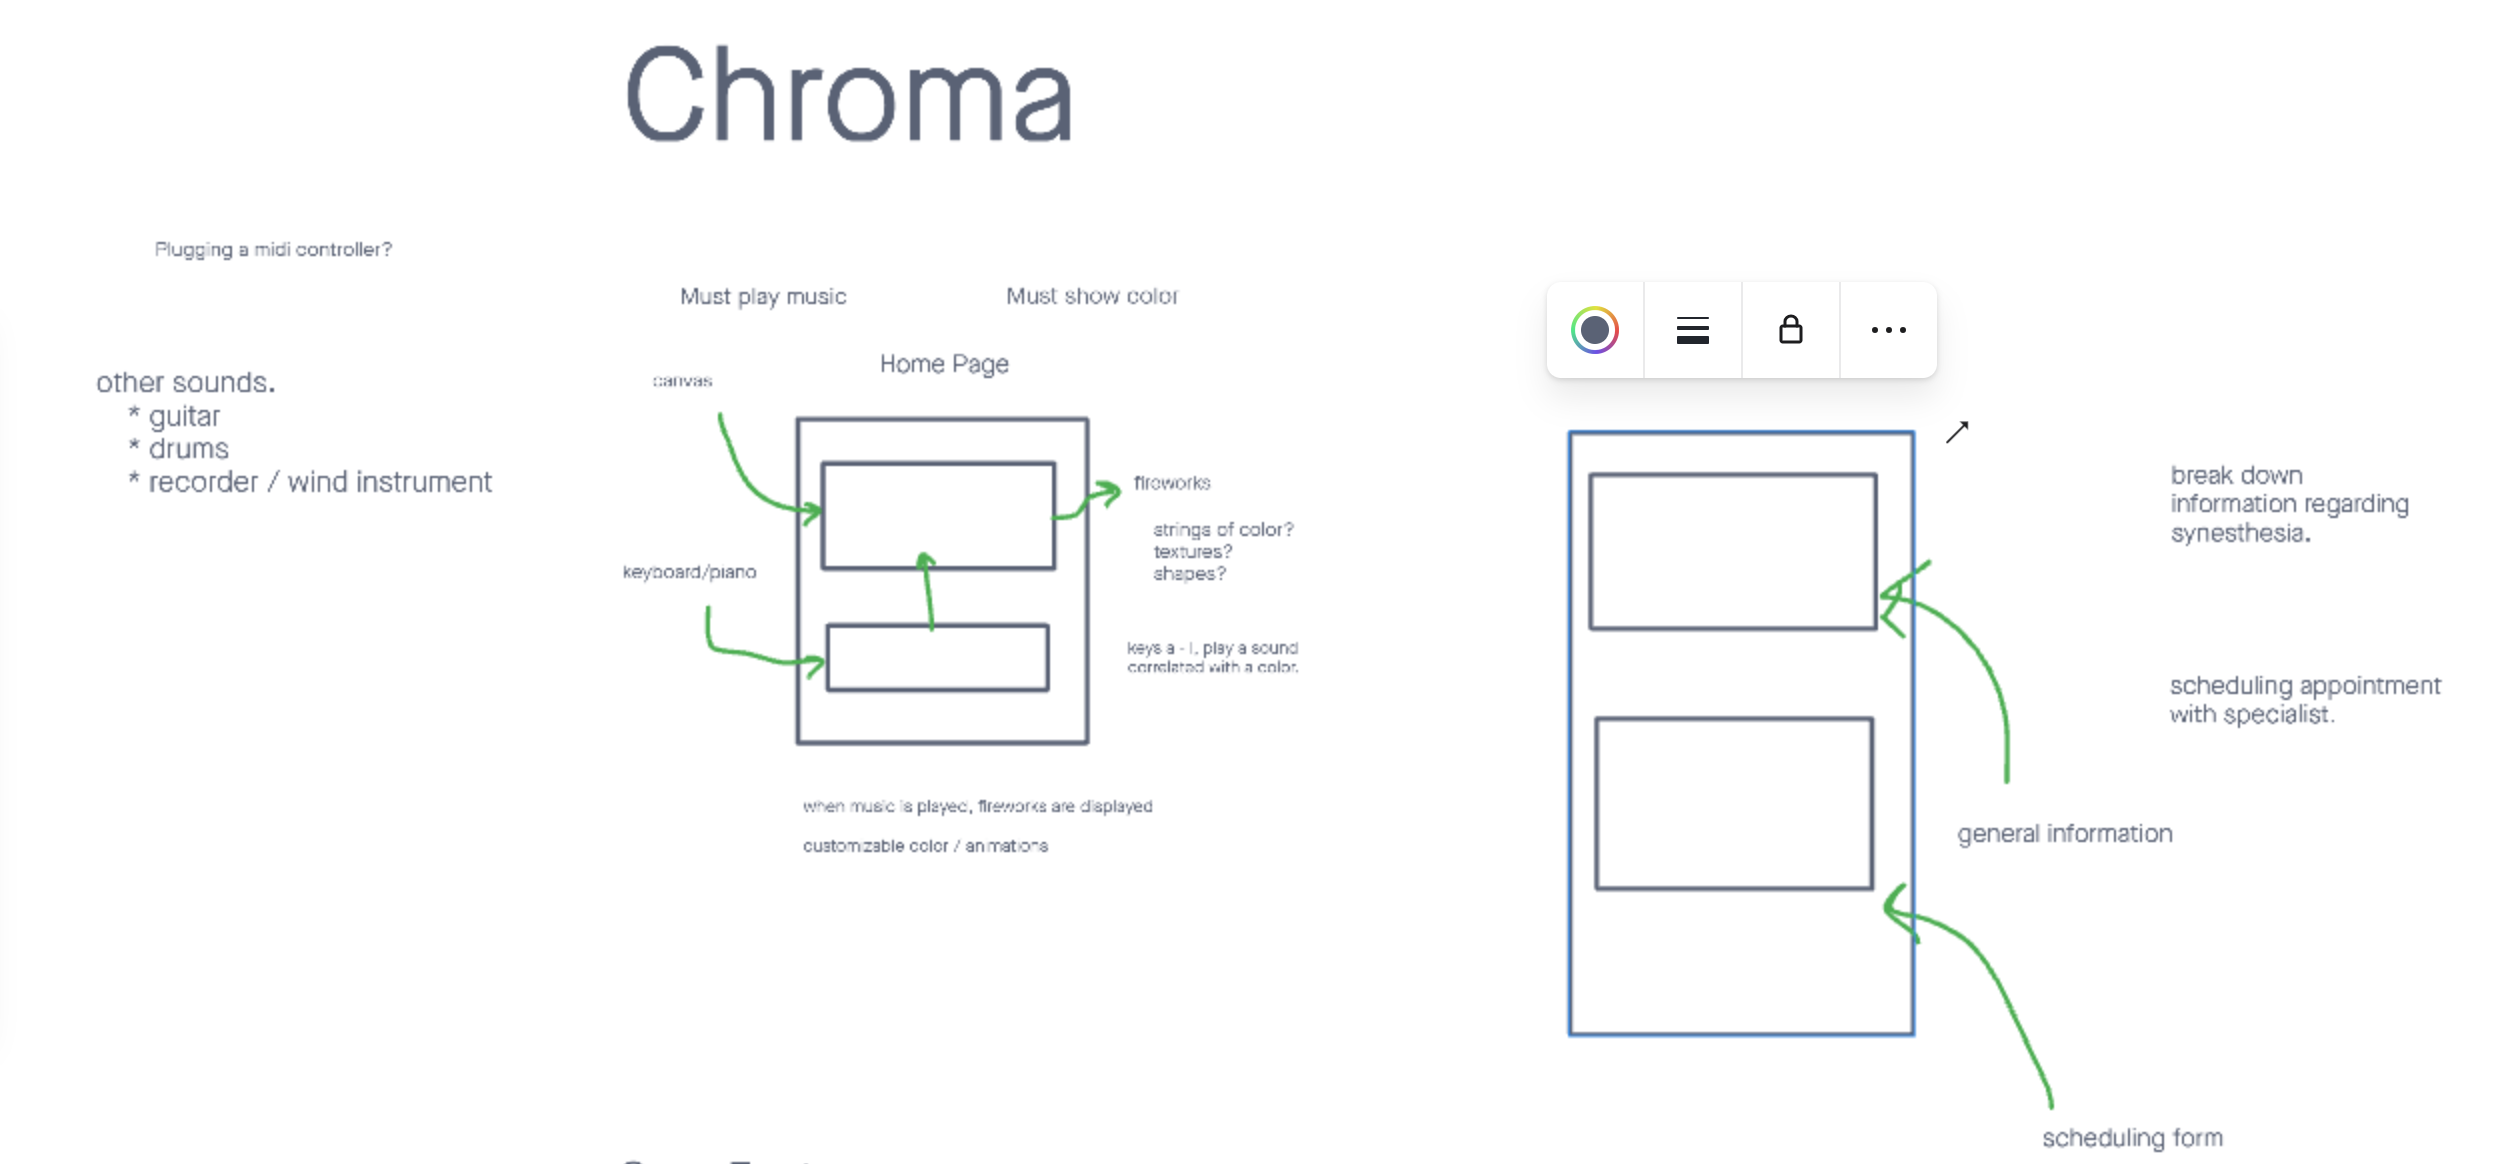 Chroma
Plugging a midi controller?
Must play music
Must show color
other sounds.
* guitar
* drums
* recorder / wind instrument
Home Page
canvas
keyboard/piano
fireworks
strings of color?
textures?
shapes?
keys a - l, play a sound
correlated with a color.
when music is played, fireworks are displayed
customizable color / animations
break down
information regarding
synesthesia.
scheduling appointment
with specialist.
general information
scheduling form